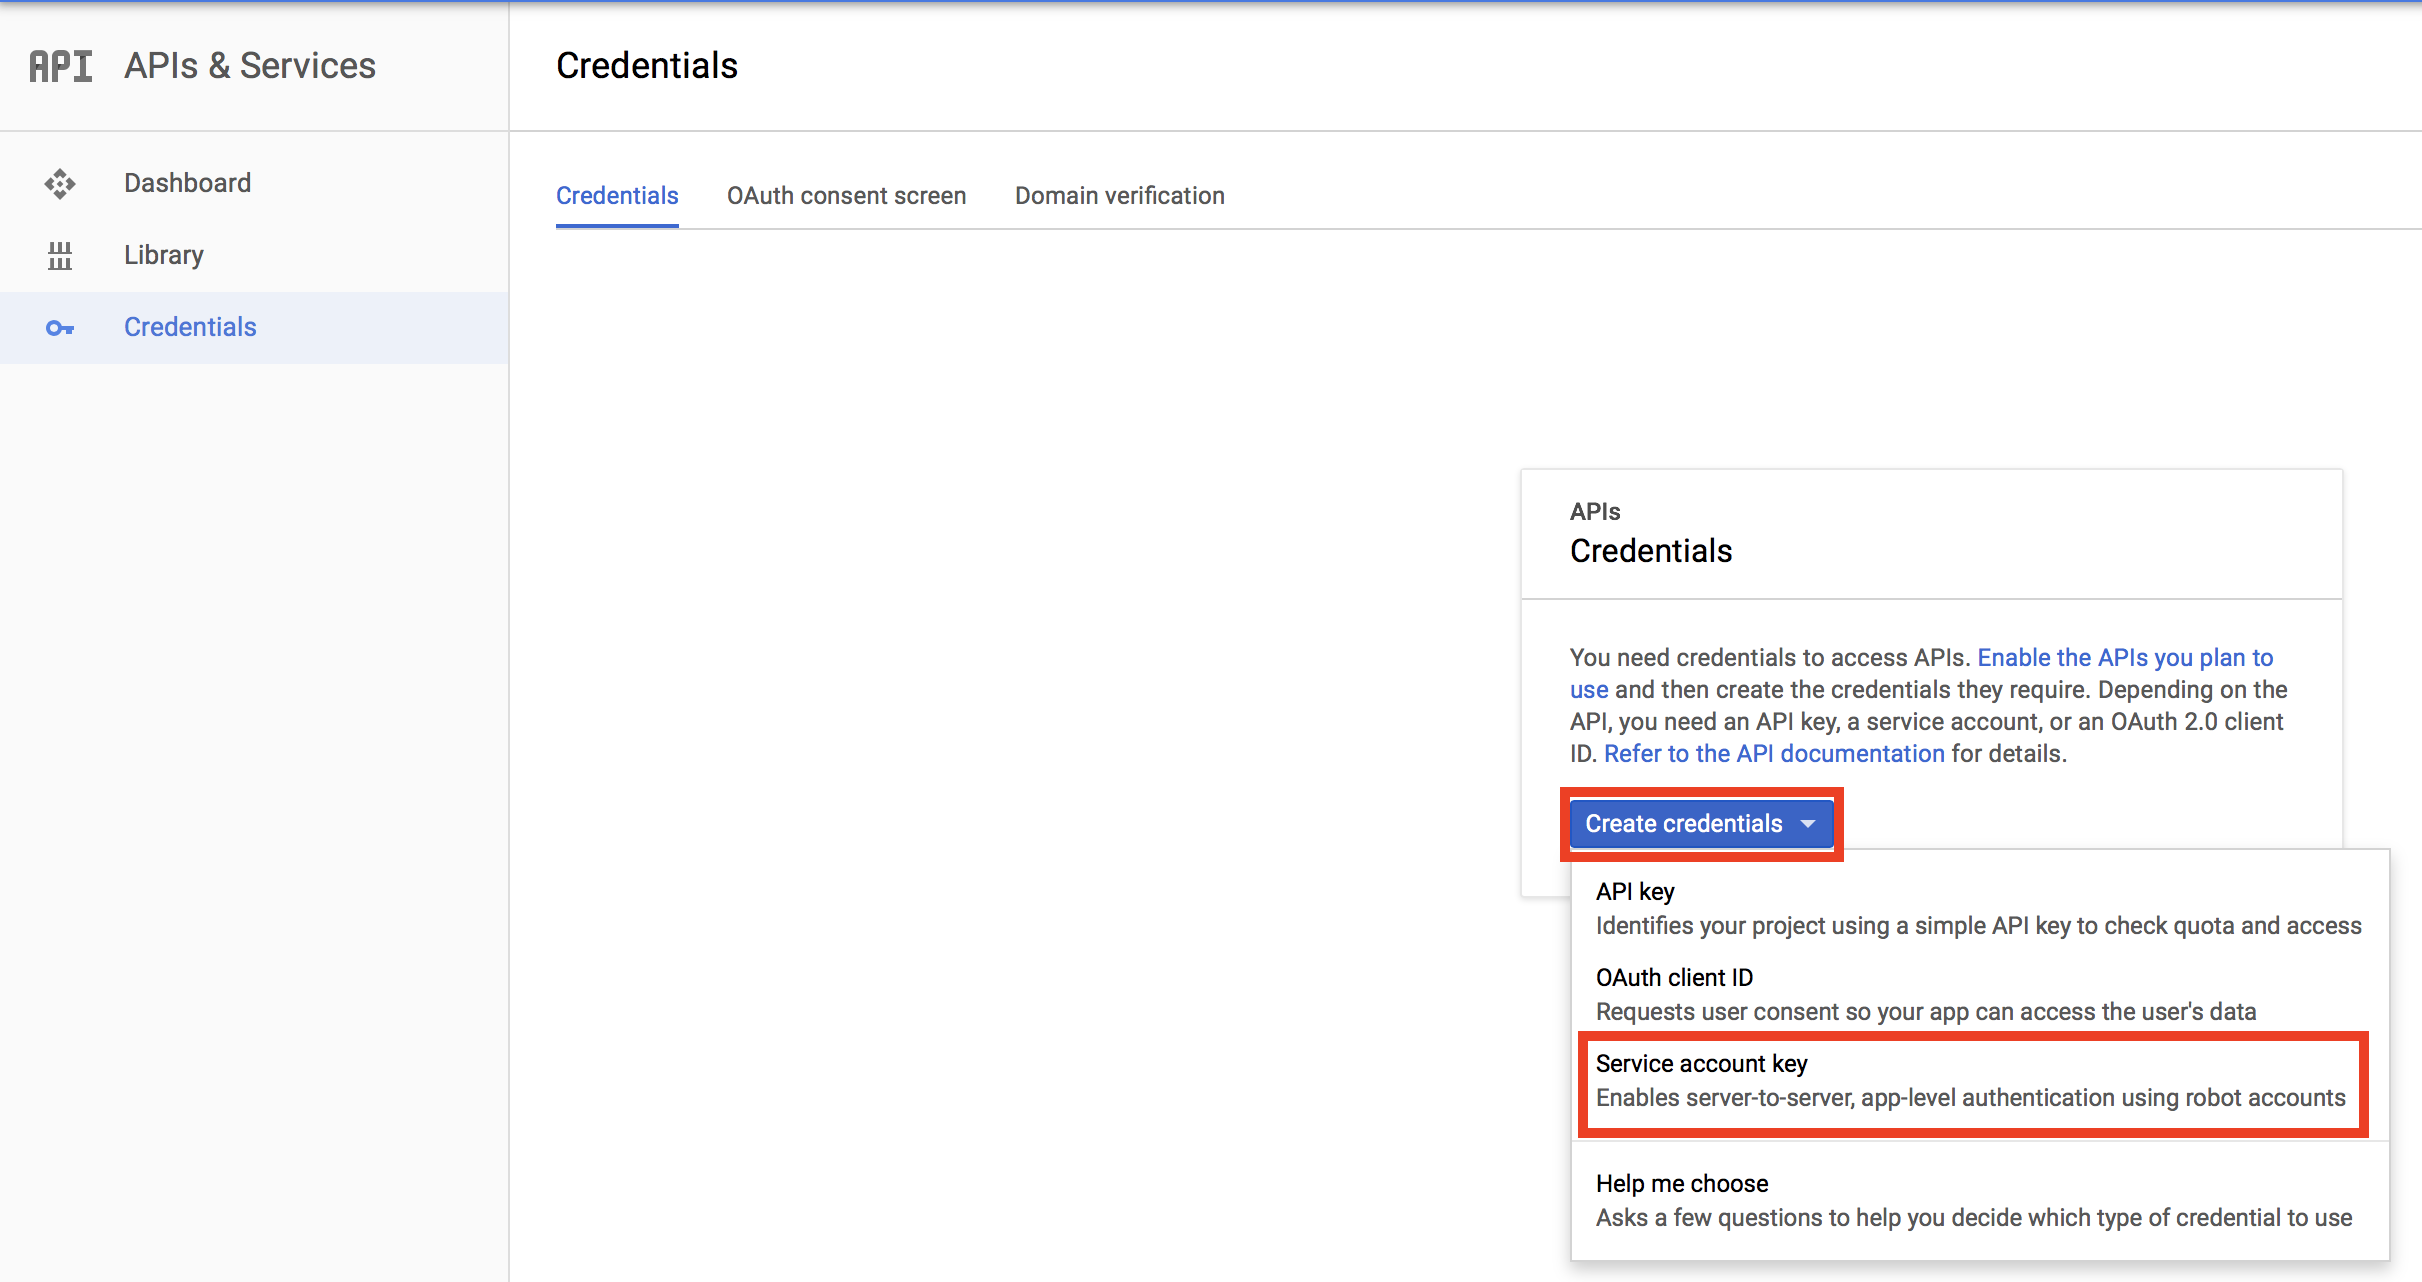 API APIs & Services
Dashboard
Library
Credentials
Credentials
Credentials OAuth consent screen Domain verification
APIs
Credentials
You need credentials to access APIs. Enable the APIs you plan to
use and then create the credentials they require. Depending on the
API, you need an API key, a service account, or an OAuth 2.0 client
ID. Refer to the API documentation for details.
Create credentials
API key
Identifies your project using a simple API key to check quota and access
OAuth client ID
Requests user consent so your app can access the user's data
Service account key
Enables server-to-server, app-level authentication using robot accounts
Help me choose
Asks a few questions to help you decide which type of credential to use